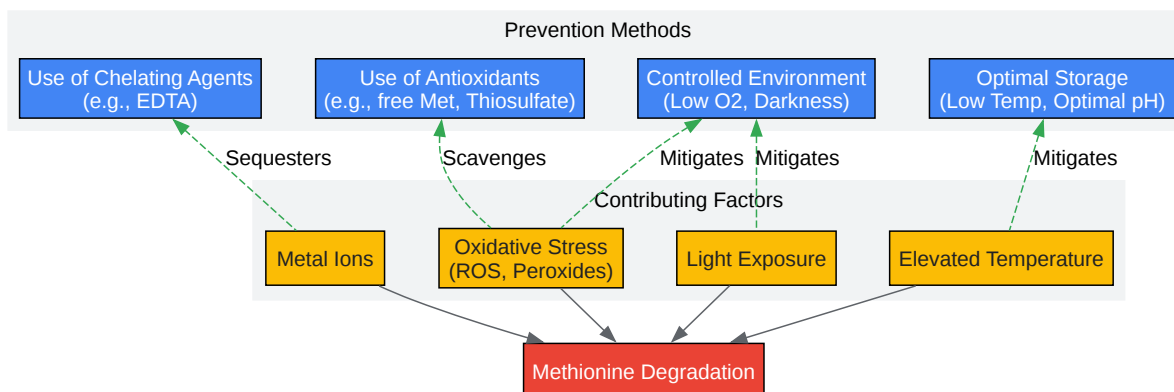 Prevention Methods
Use of Chelating Agents
(e.g., EDTA)
Use of Antioxidants
(e.g., free Met, Thiosulfate)
Controlled Environment
(Low O2, Darkness)
Optimal Storage
(Low Temp, Optimal pH)
Sequesters
Scavenges
Mitigates
Mitigates
Mitigates
Contributing Factors
Metal Ions
Oxidative Stress
(ROS, Peroxides)
Light Exposure
Elevated Temperature
Methionine Degradation